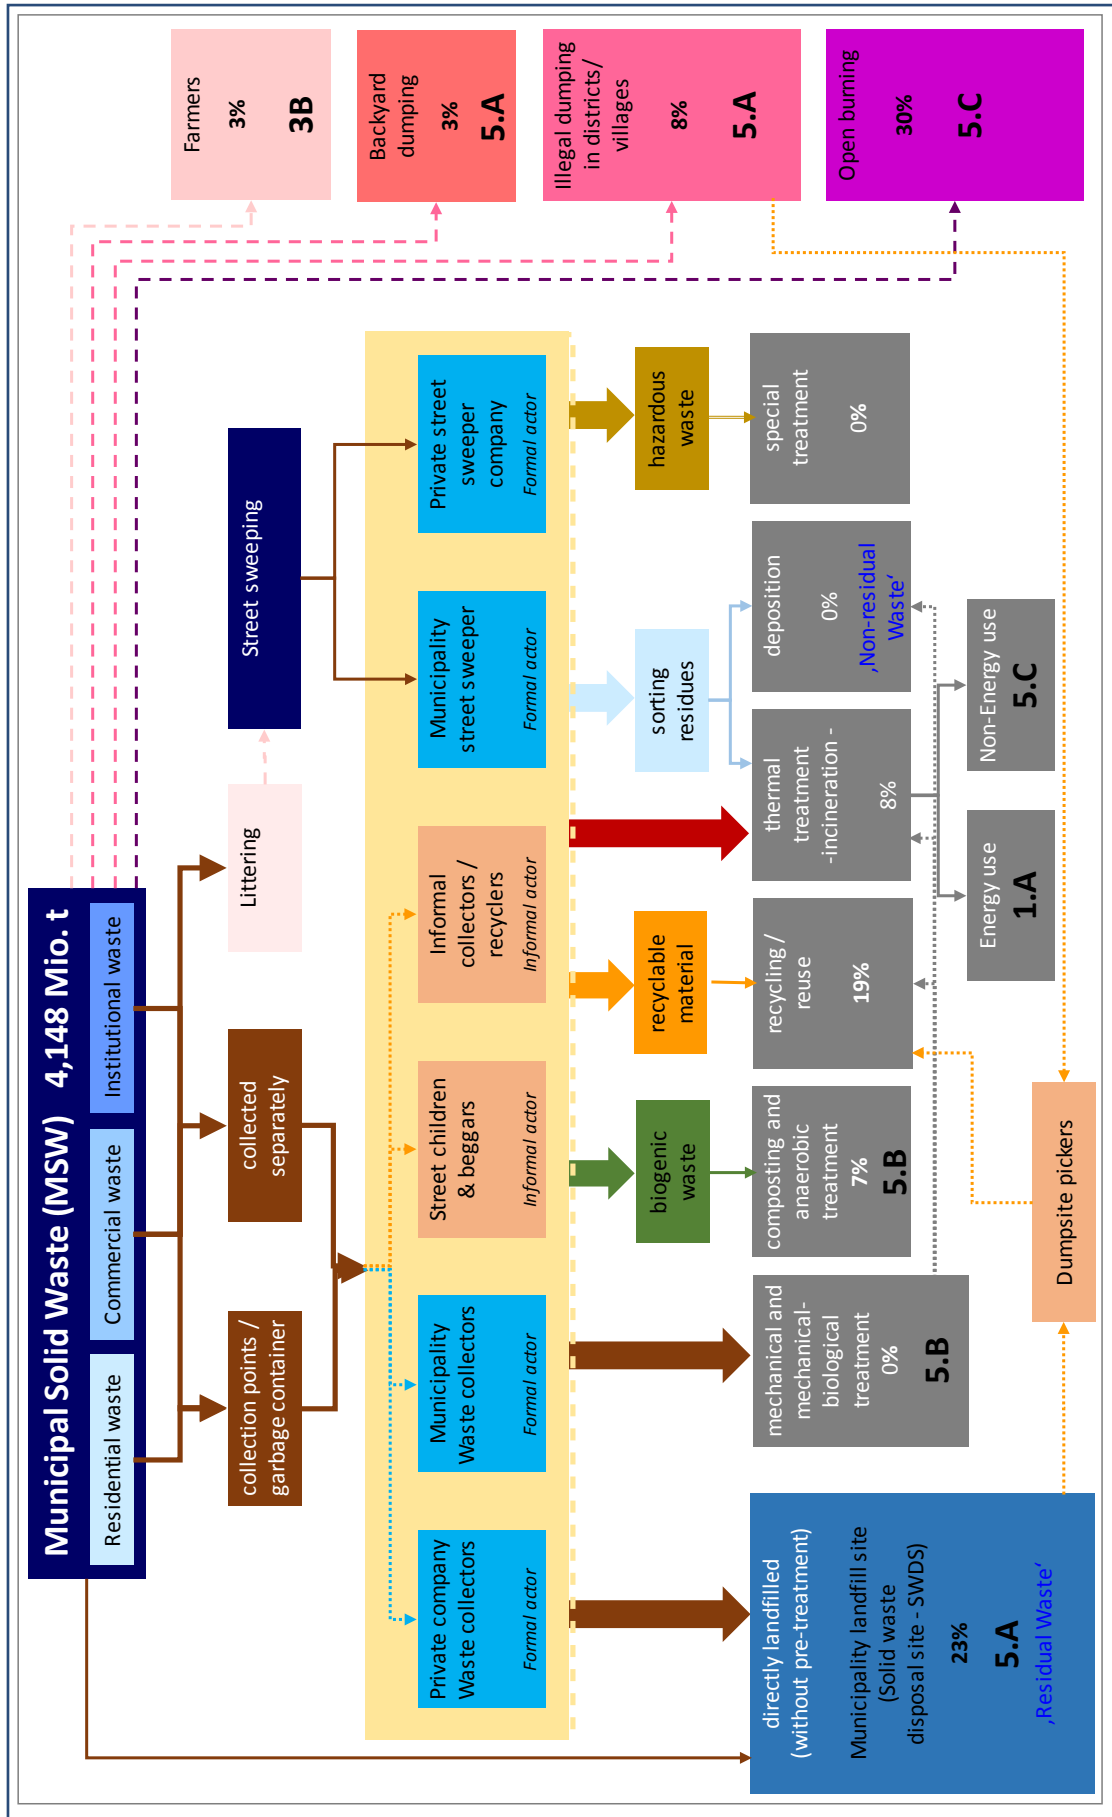 Municipal Solid Waste (MSW)    4,148 Mio. t
Residential waste
Commercial waste
Institutional waste
collection points /
garbage container
collected
separately
Littering
Street sweeping
Private company
Waste collectors
Formal actor
Municipality
Waste collectors
Formal actor
Street children
& beggars
Informal actor
Informal
collectors /
recyclers
Informal actor
Municipality
street sweeper
Formal actor
Private street
sweeper
company
Formal actor
biogenic
waste
recyclable
material
sorting
residues
hazardous
waste
directly landfilled
(without pre-treatment)
Municipality landfill site
(Solid waste
disposal site - SWDS)
23%
5.A
‚Residual Waste‘
mechanical and
mechanical-
biological
treatment
0%
5.B
composting and
anaerobic
treatment
7%
5.B
recycling /
reuse
19%
thermal
treatment
-incineration -
8%
deposition
0%
‚Non-residual
Waste‘
special
treatment
0%
Energy use
1.A
Non-Energy use
5.C
Dumpsite pickers
Farmers
3%
3B
Backyard
dumping
3%
5.A
Illegal dumping
in districts/
villages
8%
5.A
Open burning
30%
5.C